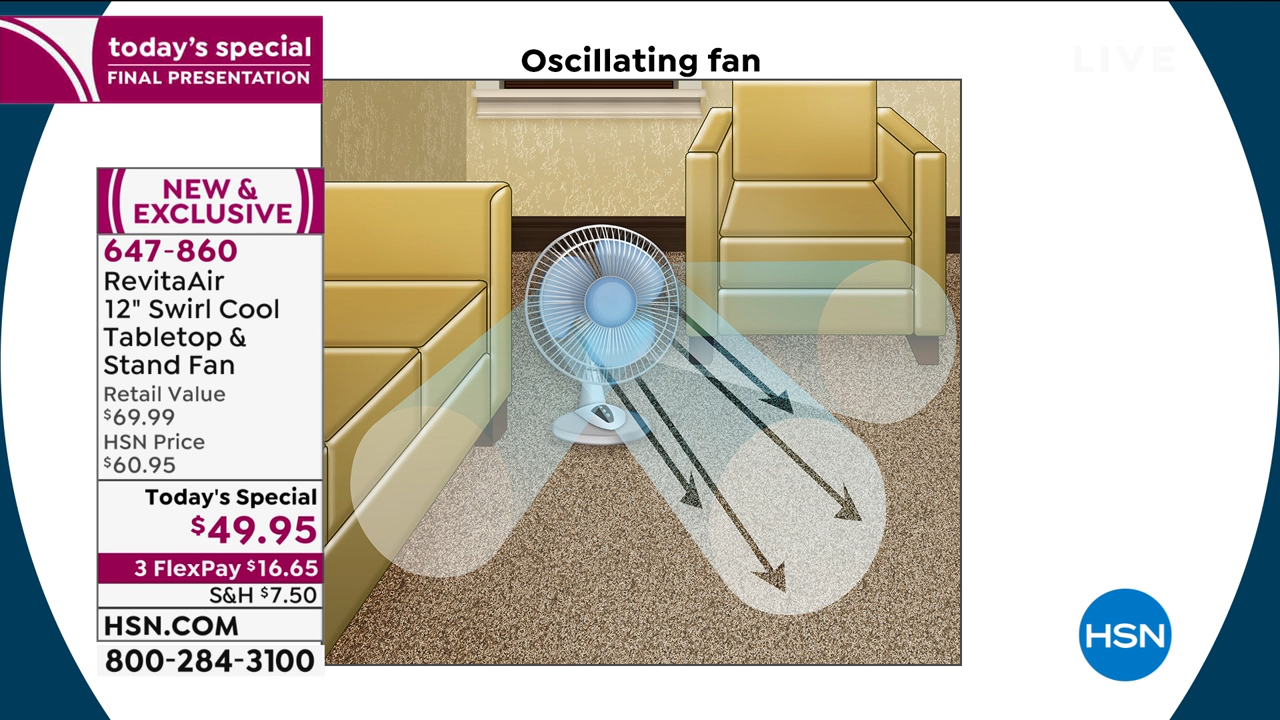 today's special
FINAL PRESENTATION
Oscillating fan
LIVE
NEW &
EXCLUSIVE
647-860
RevitaAir
12" Swirl Cool
Tabletop &
Stand Fan
Retail Value
$69.99
HSN Price
$60.95
Today's Special
$49.95
3 FlexPay $16.65
S&H $7.50
HSN.COM
800-284-3100
HSN